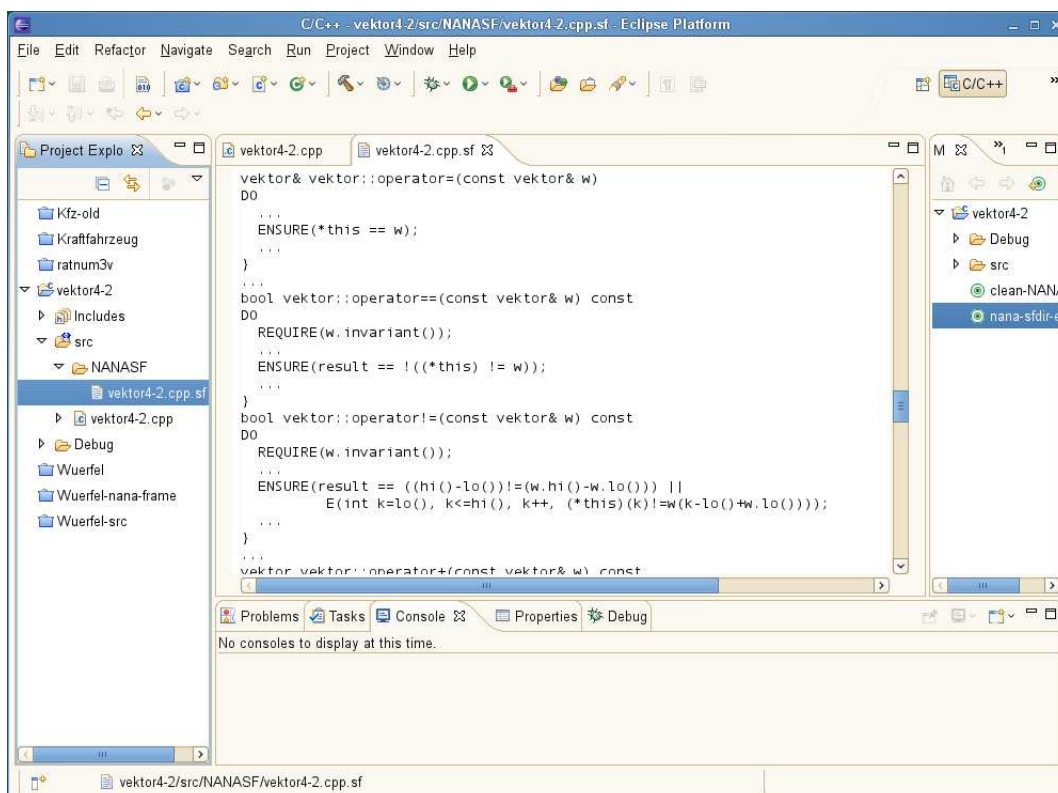 C/C++ - vektor4-2/src/NANASF/vektor4-2.cpp.sf - Eclipse Platform
File Edit Refactor Navigate Search Run Project Window Help
010
C/C++
»
Project Explo
vektor4-2.cpp
vektor4-2.cpp.sf
M
»1
Kfz-old
Kraftfahrzeug
ratnum3v
vektor4-2
Includes
src
NANASF
vektor4-2.cpp.sf
vektor4-2.cpp
Debug
Wuerfel
Wuerfel-nana-frame
Wuerfel-src
vektor& vektor::operator=(const vektor& w)
DO
...
ENSURE(*this == w);
...
}
...
bool vektor::operator==(const vektor& w) const
DO
REQUIRE(w.invariant());
...
ENSURE(result == !((*this) != w));
...
}
bool vektor::operator!=(const vektor& w) const
DO
REQUIRE(w.invariant());
...
ENSURE(result == ((hi()-lo())!=(w.hi()-w.lo())) ||
E(int k=lo(), k<=hi(), k++, (*this)(k)!=w(k-lo()+w.lo())));
...
}
...
vektor vektor::operator+(const vektor& w) const
vektor4-2
Debug
src
clean-NANA
nana-sfdir-e
Problems Tasks Console Properties Debug
No consoles to display at this time.
vektor4-2/src/NANASF/vektor4-2.cpp.sf